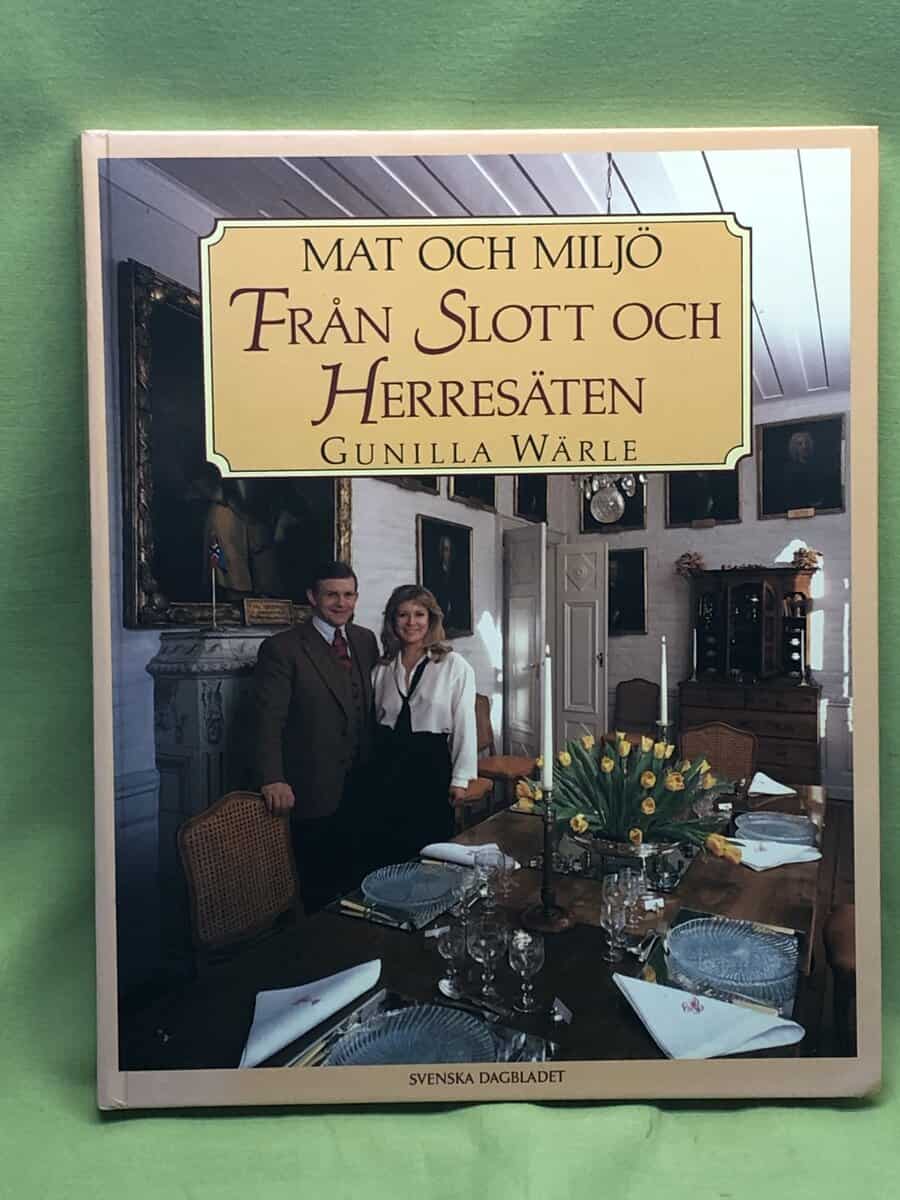 MAT OCH MILJÖ
FRÅN SLOTT OCH
HERRESÄTEN
GUNILLA WÄRLE
SVENSKA DAGBLADET